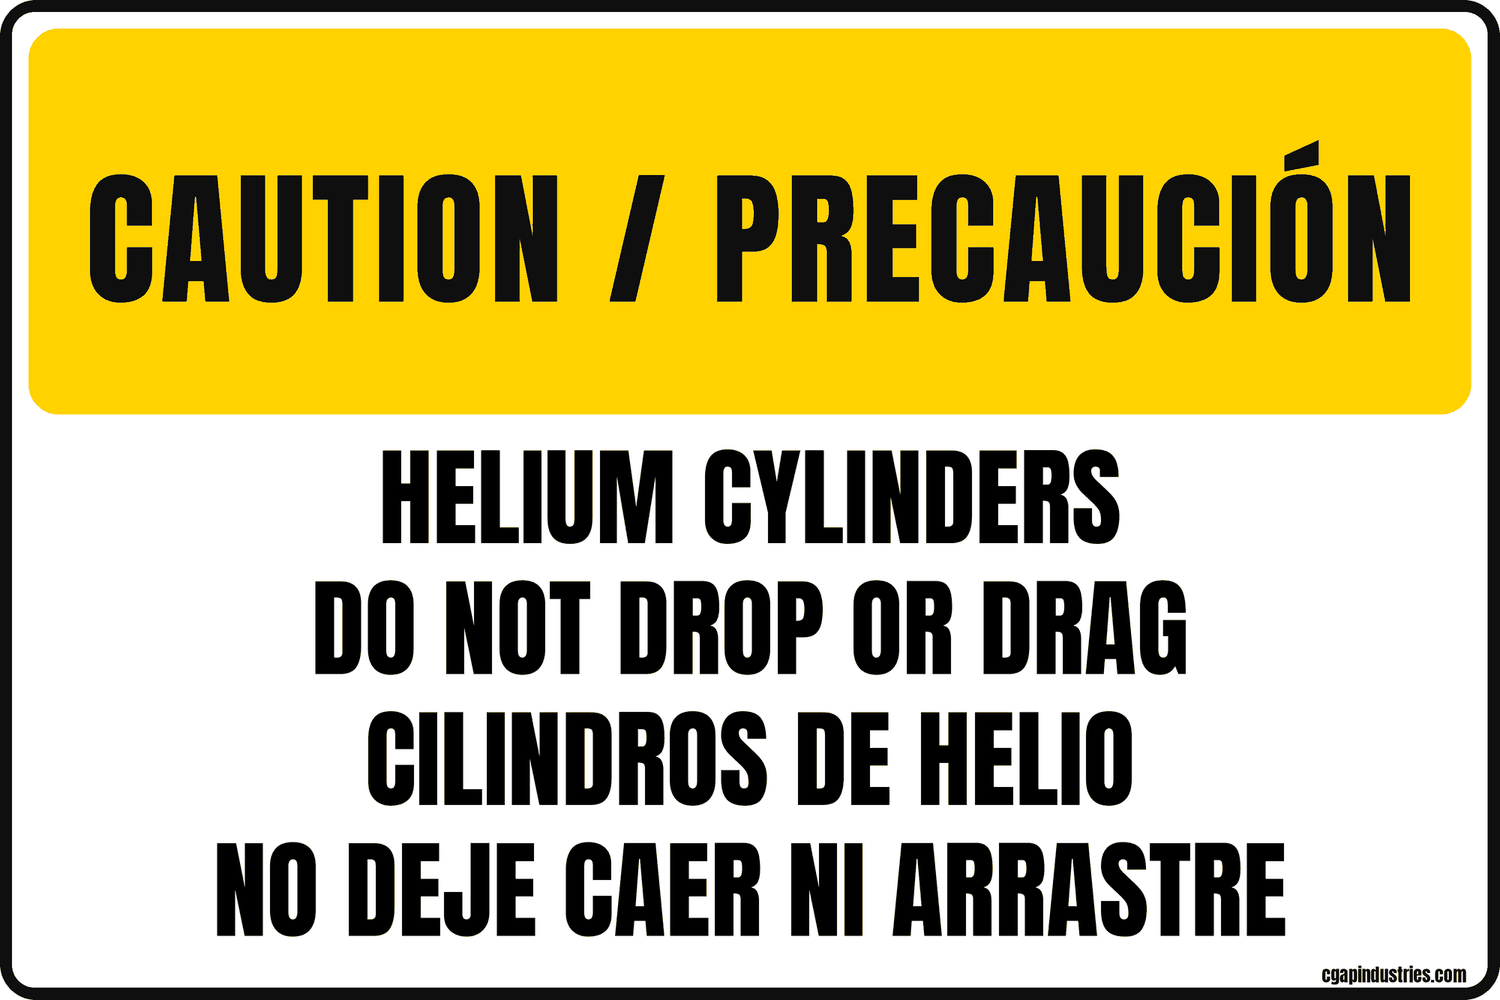 CAUTION / PRECAUCIÓN
HELIUM CYLINDERS
DO NOT DROP OR DRAG
CILINDROS DE HELIO
NO DEJE CAER NI ARRASTRE
cgapindustries.com